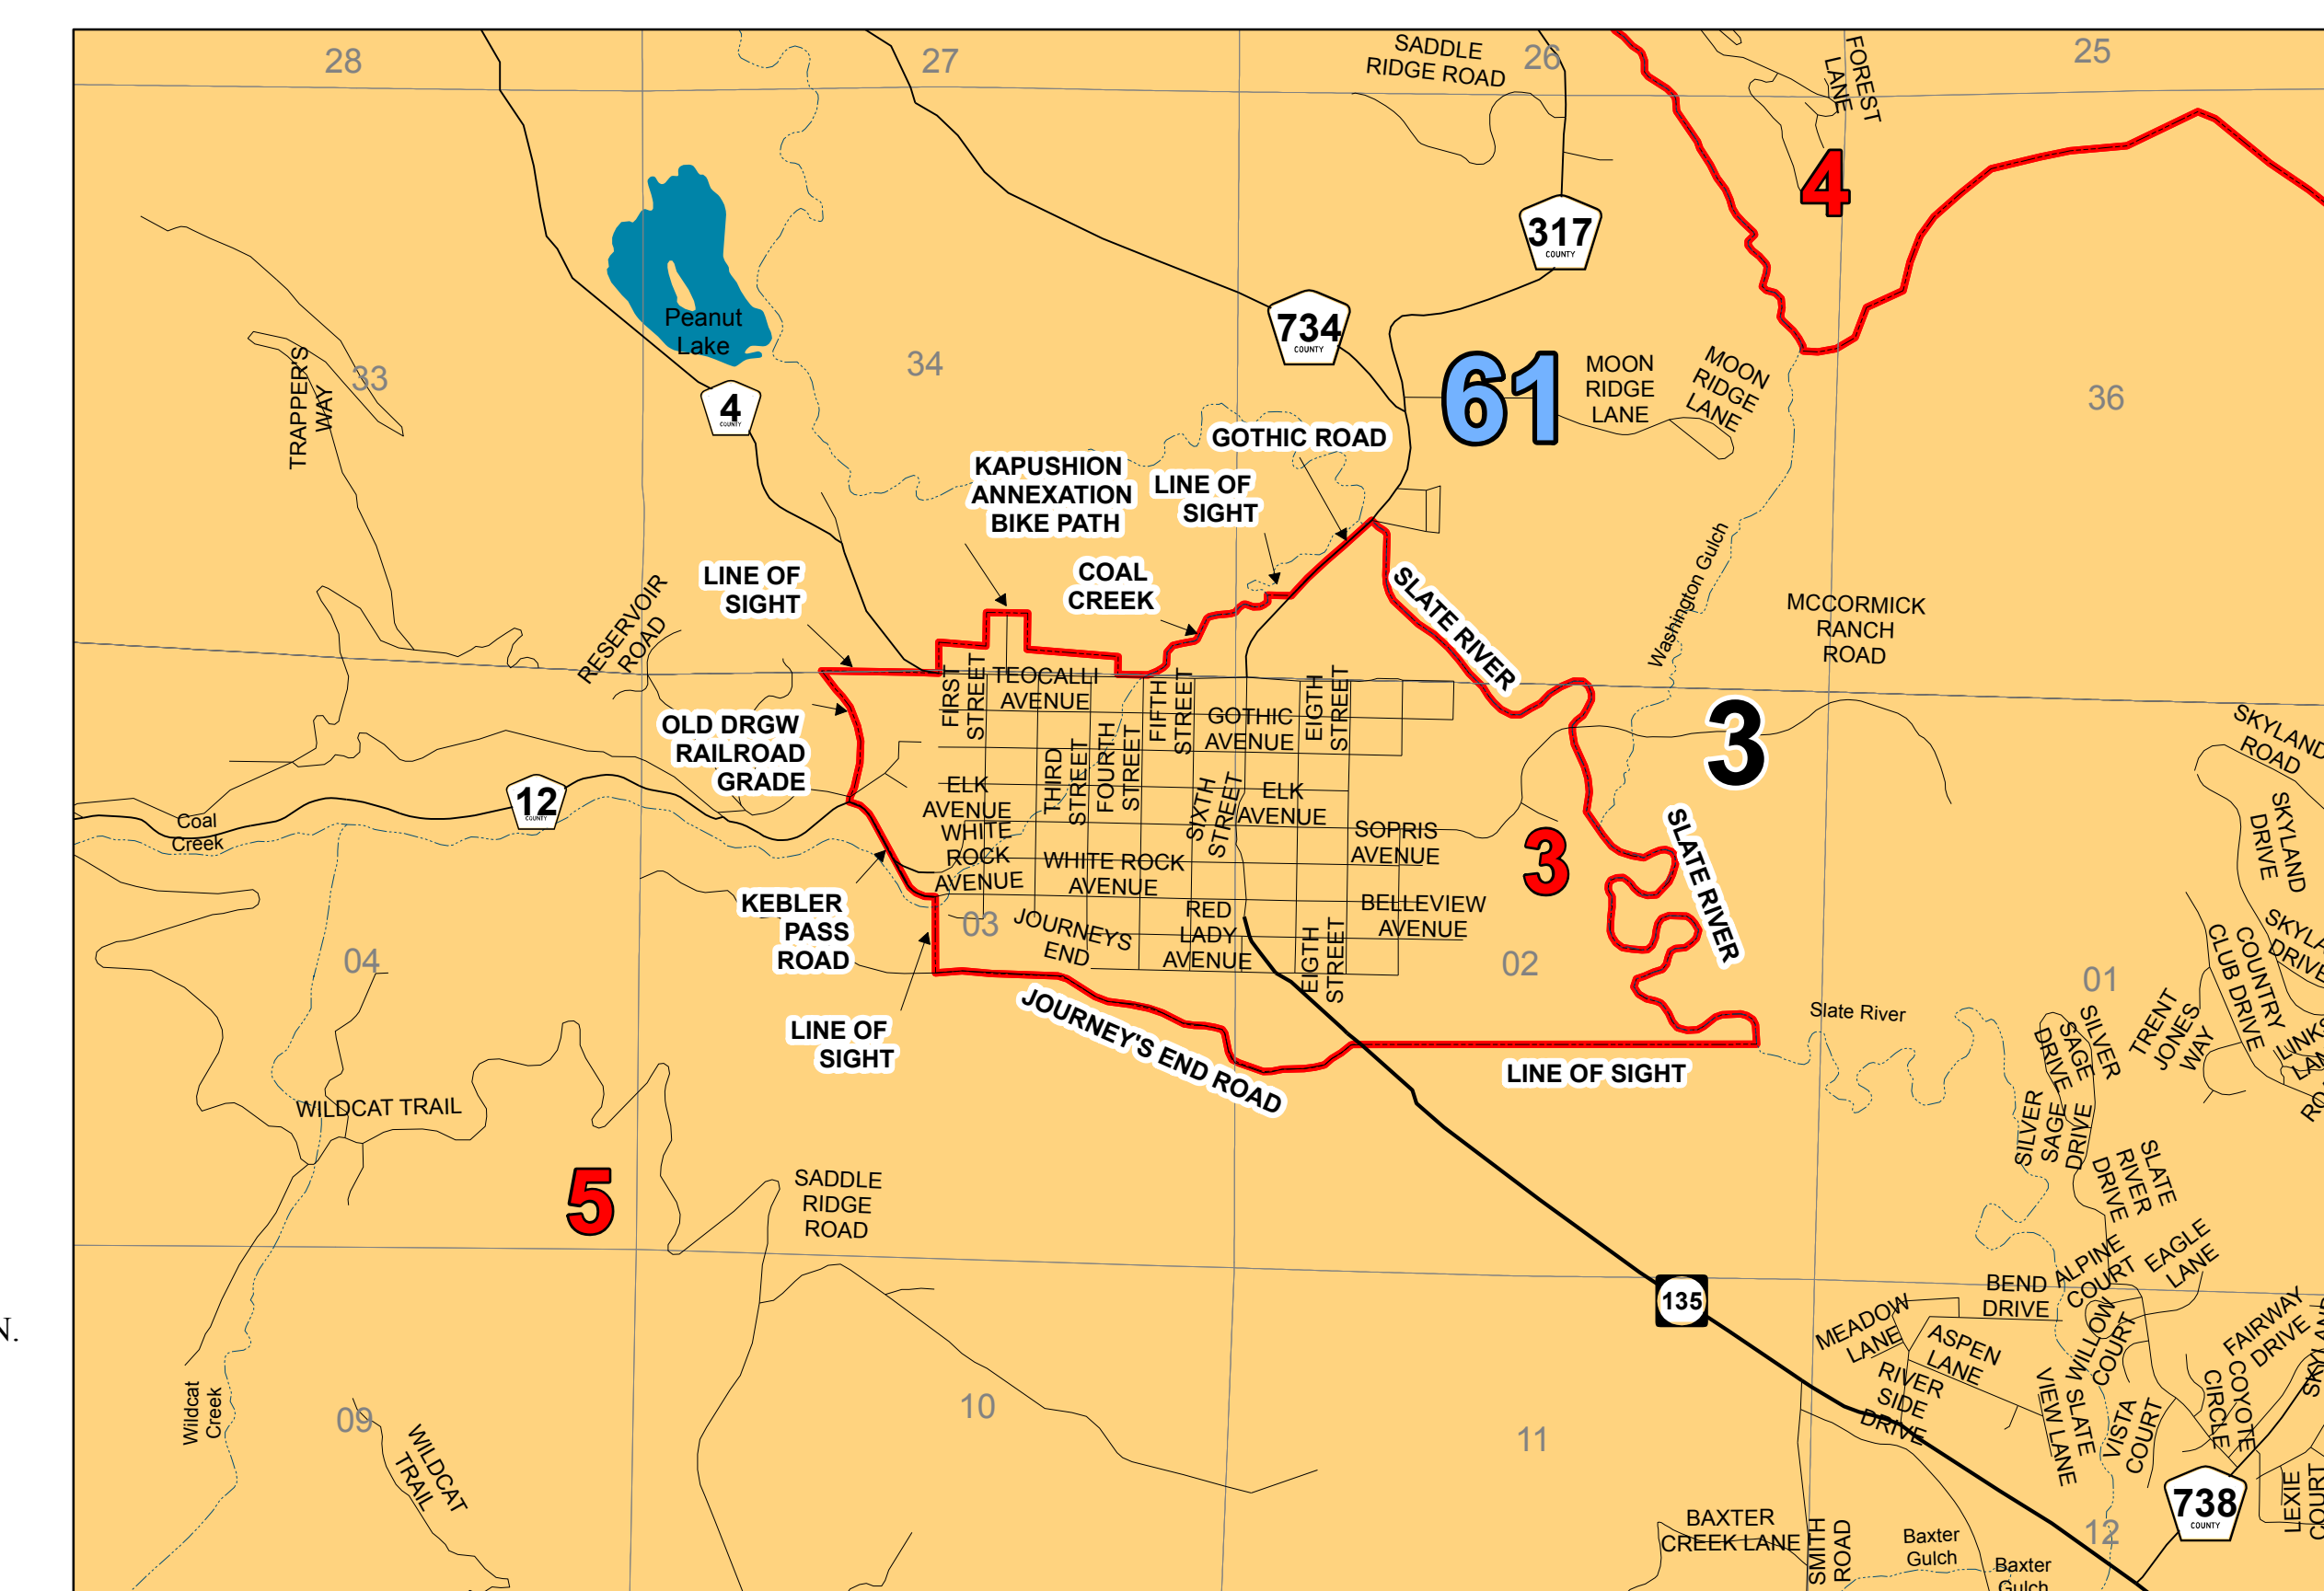 28
27
26
25
SADDLE
RIDGE ROAD
FOREST
LANE
4
317
COUNTY
734
COUNTY
Peanut
Lake
33
TRAPPER'S
WAY
34
4
COUNTY
61
MOON
RIDGE
LANE
MOON
RIDGE
LANE
36
GOTHIC ROAD
KAPUSHION
ANNEXATION
BIKE PATH
LINE OF
SIGHT
COAL
CREEK
LINE OF
SIGHT
SLATE RIVER
Washington Gulch
MCCORMICK
RANCH
ROAD
RESERVOIR
ROAD
FIRST
STREET
TEOCALLI
AVENUE
FIFTH
STREET
GOTHIC
AVENUE
EIGTH
STREET
3
SKYLAND
ROAD
OLD DRGW
RAILROAD
GRADE
THIRD
STREET
FOURTH
STREET
ELK
AVENUE
SIXTH
STREET
ELK
AVENUE
12
COUNTY
Coal
Creek
WHITE
ROCK
AVENUE
WHITE ROCK
AVENUE
SOPRIS
AVENUE
3
SLATE RIVER
SKYLAND
DRIVE
KEBLER
PASS
ROAD
03
JOURNEYS
END
RED
LADY
AVENUE
BELLEVIEW
AVENUE
EIGTH
STREET
04
02
01
COUNTRY
CLUB DRIVE
SKYLA
DRIVE
LINE OF
SIGHT
JOURNEY'S END ROAD
LINE OF SIGHT
Slate River
SILVER
SAGE
DRIVE
TRENT
JONES
WAY
LINKS
LAN
RO
WILDCAT TRAIL
SILVER
SAGE
DRIVE
SLATE
RIVER
DRIVE
5
SADDLE
RIDGE
ROAD
ALPINE
COURT
EAGLE
LANE
BEND
DRIVE
135
N.
MEADOW
LANE
ASPEN
LANE
WILLOW
COURT
FAIRWAY
DRIVE
SKYLAND
RIVER
SIDE
DRIVE
SLATE
VIEW LANE
VISTA
COURT
COYOTE
CIRCLE
Wildcat
Creek
09
10
11
WILDCAT
TRAIL
738
COUNTY
LEXIE
COURT
12
BAXTER
CREEK LANE
SMITH
ROAD
Baxter
Gulch
Baxter
Gulch